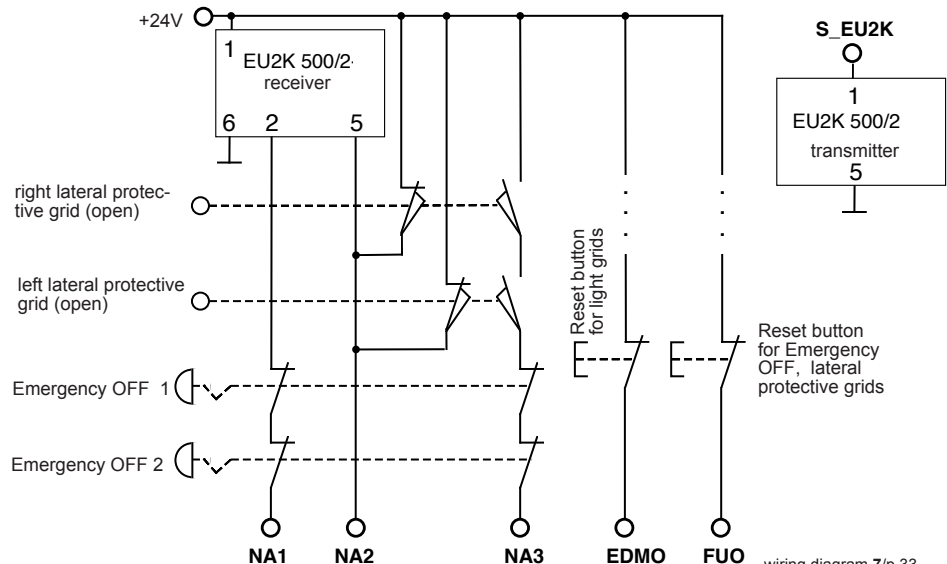 +24V
1
EU2K 500/2
receiver
6 2 5
S_EU2K
1
EU2K 500/2
transmitter
5
right lateral protec-
tive grid (open)
left lateral protective
grid (open)
Reset button
for light grids
Reset button
for Emergency
OFF, lateral
protective grids
Emergency OFF 1
Emergency OFF 2
NA1 NA2 NA3 EDMO FUO
wiring diagram 7/p 33